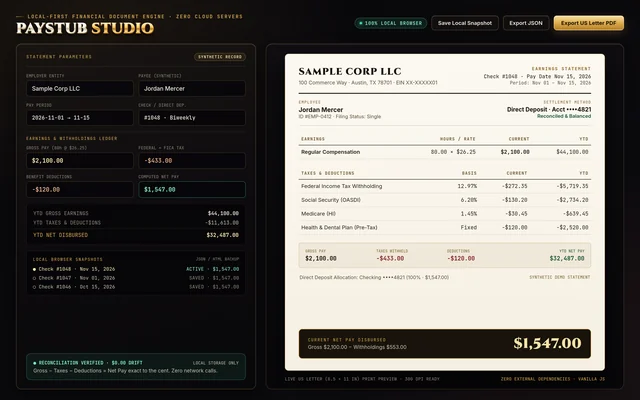 LOCAL-FIRST FINANCIAL DOCUMENT ENGINE · ZERO CLOUD SERVERS
PAYSTUB STUDIO
100% LOCAL BROWSER
Save Local Snapshot
Export JSON
Export US Letter PDF
STATEMENT PARAMETERS
SYNTHETIC RECORD
EMPLOYER ENTITY
PAYEE (SYNTHETIC)
Sample Corp LLC
Jordan Mercer
PAY PERIOD
CHECK / DIRECT DEP.
2026-11-01 → 11-15
#1048 · Biweekly
EARNINGS & WITHHOLDINGS LEDGER
GROSS PAY (80H @ $26.25)
FEDERAL + FICA TAX
$2,100.00
-$433.00
BENEFIT DEDUCTIONS
COMPUTED NET PAY
-$120.00
$1,547.00
YTD GROSS EARNINGS $44,100.00
YTD TAXES & DEDUCTIONS -$11,613.00
YTD NET DISBURSED $32,487.00
LOCAL BROWSER SNAPSHOTS
JSON / HTML BACKUP
● Check #1048 · Nov 15, 2026 ACTIVE · $1,547.00
○ Check #1047 · Nov 01, 2026 SAVED · $1,547.00
○ Check #1046 · Oct 15, 2026 SAVED · $1,547.00
● RECONCILIATION VERIFIED · $0.00 DRIFT LOCAL STORAGE ONLY
Gross − Taxes − Deductions = Net Pay exact to the cent. Zero network calls.
SAMPLE CORP LLC
100 Commerce Way · Austin, TX 78701 · EIN XX-XXXXX01
EARNINGS STATEMENT
Check #1048 · Pay Date Nov 15, 2026
Period: Nov 01 – Nov 15, 2026
EMPLOYEE
Jordan Mercer
ID #EMP-0412 · Filing Status: Single
SETTLEMENT METHOD
Direct Deposit · Acct ••••4821
Reconciled & Balanced
EARNINGS HOURS / RATE CURRENT YTD
Regular Compensation 80.00 × $26.25 $2,100.00 $44,100.00
TAXES & DEDUCTIONS BASIS CURRENT YTD
Federal Income Tax Withholding 12.97% -$272.35 -$5,719.35
Social Security (OASDI) 6.20% -$130.20 -$2,734.20
Medicare (HI) 1.45% -$30.45 -$639.45
Health & Dental Plan (Pre-Tax) Fixed -$120.00 -$2,520.00
GROSS PAY TAXES WITHHELD DEDUCTIONS YTD NET PAY
$2,100.00 -$433.00 -$120.00 $32,487.00
Direct Deposit Allocation: Checking ••••4821 (100% · $1,547.00)
SYNTHETIC DEMO STATEMENT
CURRENT NET PAY DISBURSED
Gross $2,100.00 − Withholdings $553.00
$1,547.00
LIVE US LETTER (8.5 × 11 IN) PRINT PREVIEW · 300 DPI READY
ZERO EXTERNAL DEPENDENCIES · VANILLA JS